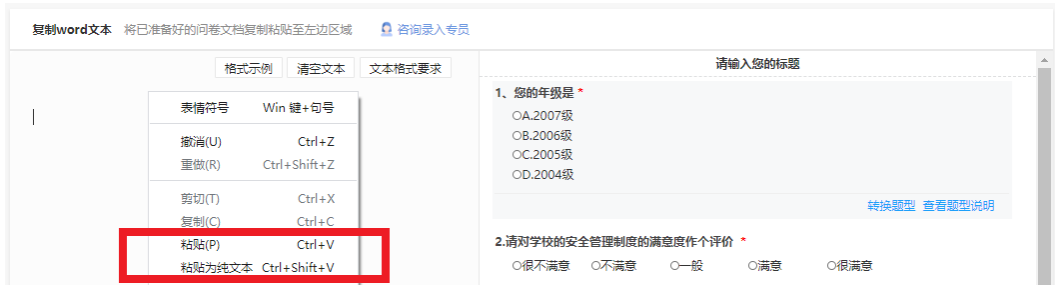 复制word文本 将已准备好的问卷文档复制粘贴至左边区域 咨询录入专员
格式示例 清空文本 文本格式要求
表情符号 Win 键+句号
撤消(U) Ctrl+Z
重做(R) Ctrl+Shift+Z
剪切(T) Ctrl+X
复制(C) Ctrl+C
粘贴(P) Ctrl+V
粘贴为纯文本 Ctrl+Shift+V
请输入您的标题
1、您的年级是 *
A.2007级
B.2006级
C.2005级
D.2004级
转换题型 查看题型说明
2.请对学校的安全管理制度的满意度作个评价 *
很不满意 不满意 一般 满意 很满意